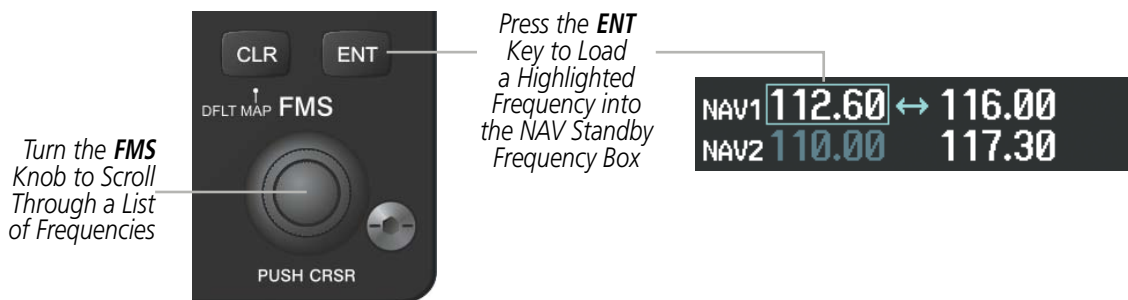 Turn the FMS
Knob to Scroll
Through a List
of Frequencies
CLR
ENT
DFLT MAP FMS
PUSH CRSR
Press the ENT
Key to Load
a Highlighted
Frequency into
the NAV Standby
Frequency Box
NAV1 112.60 ↔ 116.00
NAV2 110.00 117.30